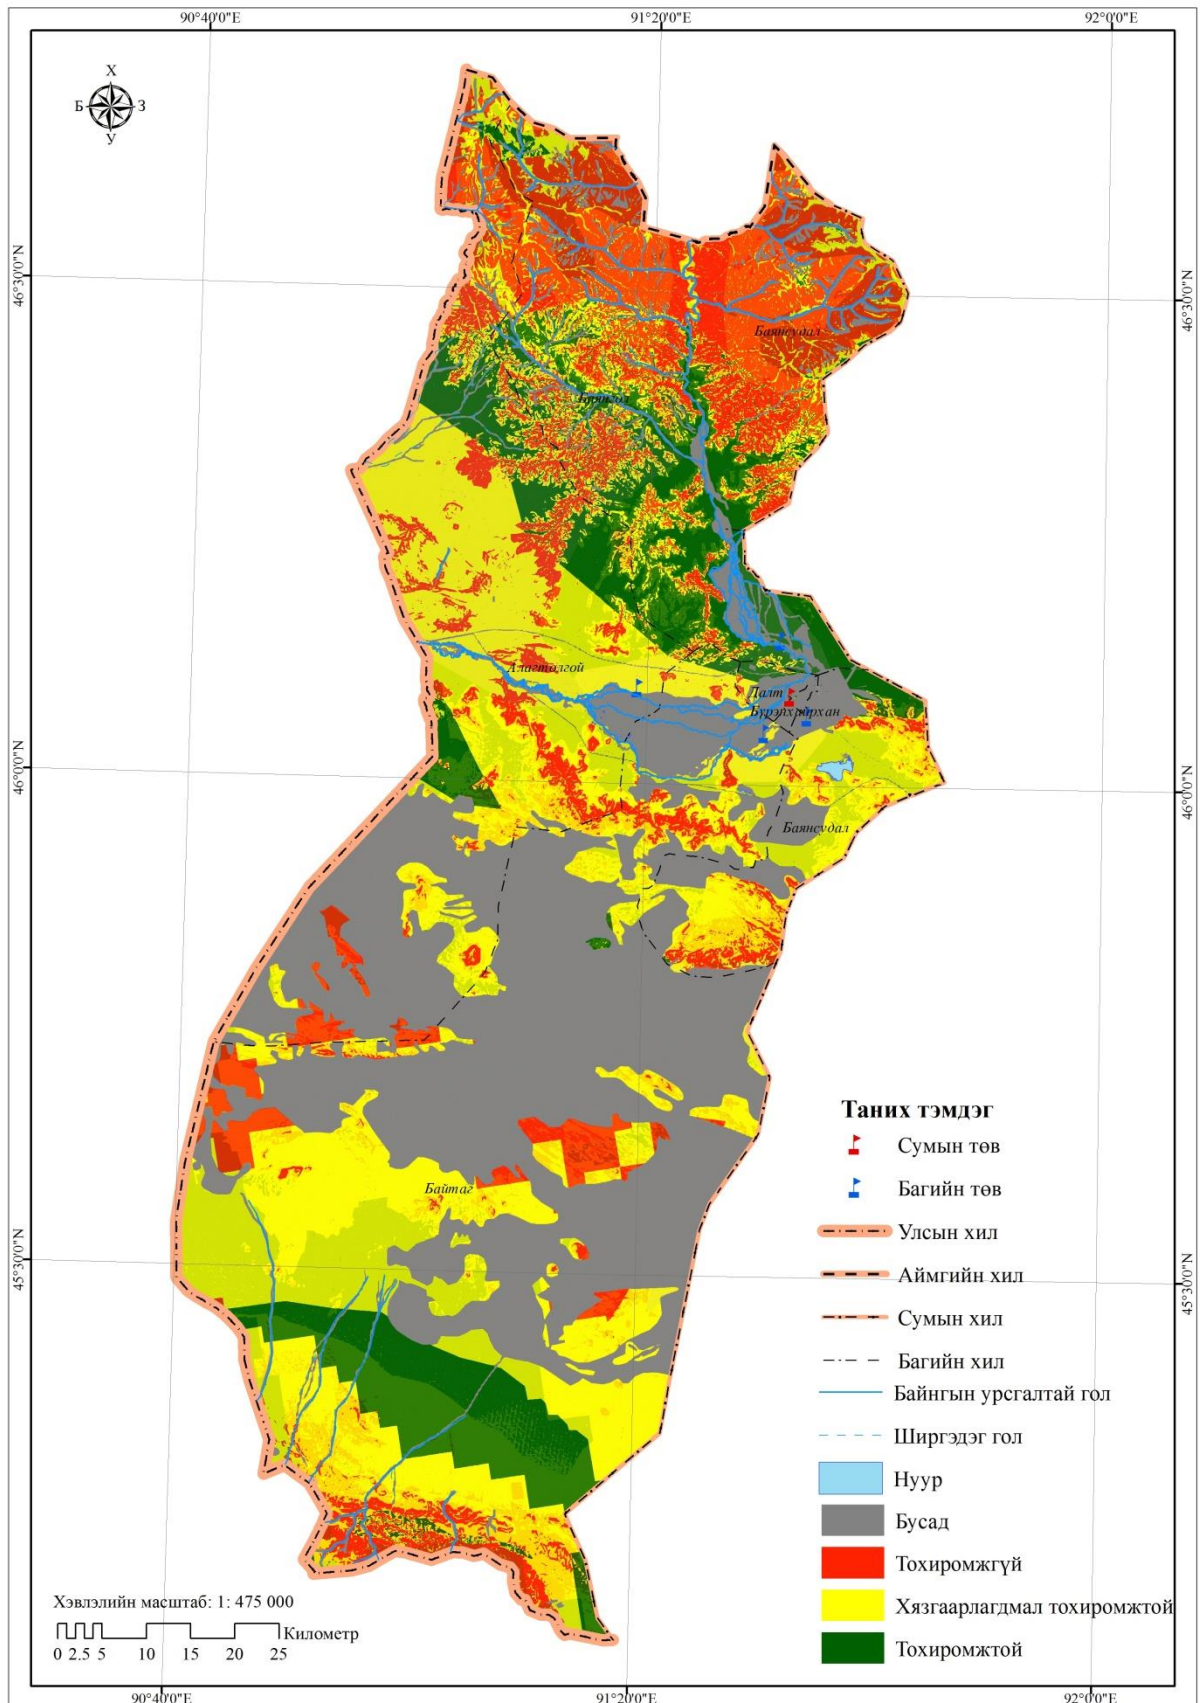 90°40'0"E
91°20'0"E
92°0'0"E
Х
Б
З
У
46°30'0"N
46°30'0"N
Баянсудал
Баянгол
Алагтолгой
Далт
Бүрэнхайрхан
46°0'0"N
46°0'0"N
Баянсудал
Байтаг
45°30'0"N
45°30'0"N
Таних тэмдэг
Сумын төв
Багийн төв
Улсын хил
Аймгийн хил
Сумын хил
Багийн хил
Байнгын урсгалтай гол
Ширгэдэг гол
Нуур
Бусад
Тохиромжгүй
Хязгаарлагдмал тохиромжтой
Тохиромжтой
Хэвлэлийн масштаб: 1: 475 000
Километр
0 2.5 5 10 15 20 25
90°40'0"E
91°20'0"E
92°0'0"E